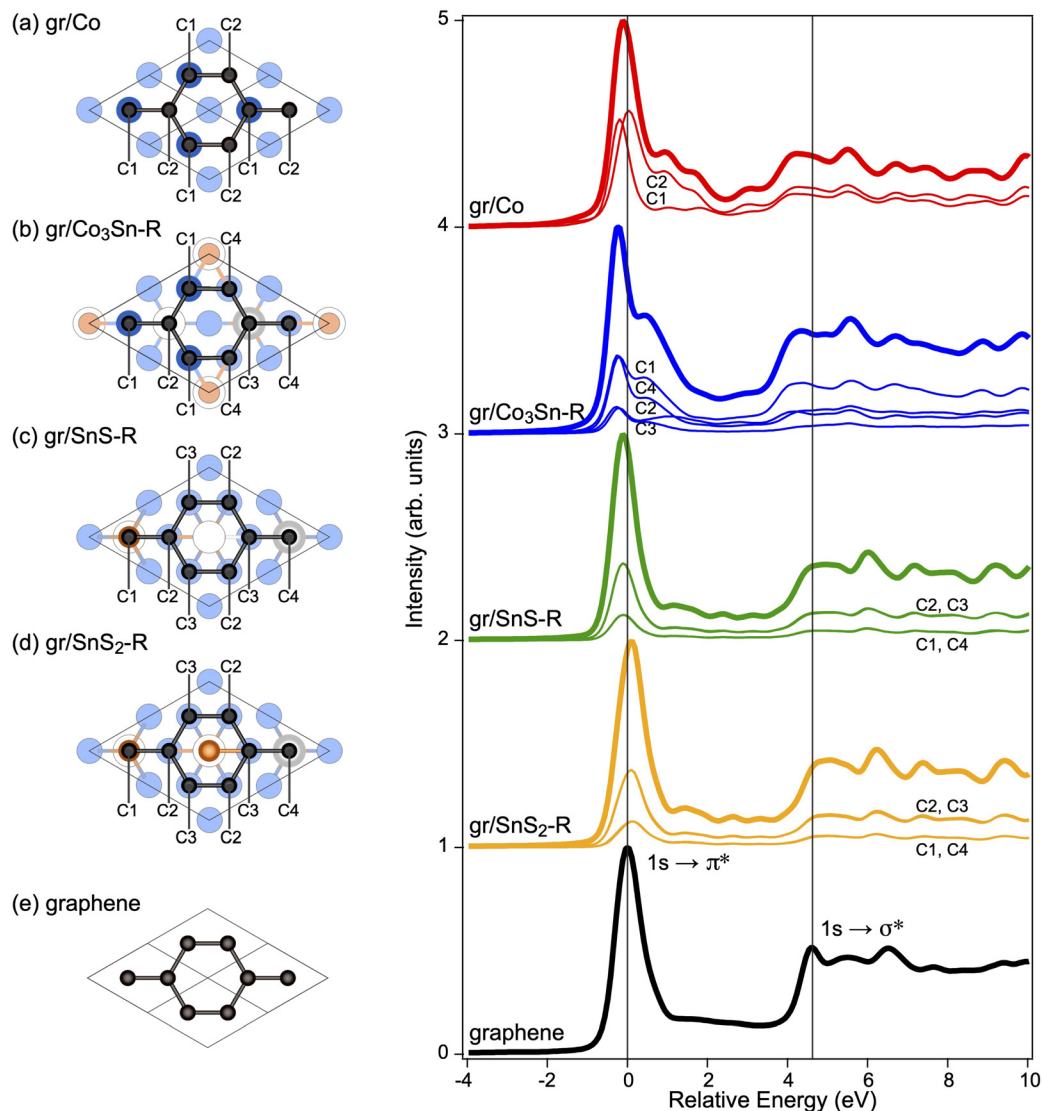 (a) gr/Co
C1 C2
C1 C2 C1 C2
C1 C2
(b) gr/Co₃Sn-R
C1 C4
C1 C2 C3 C4
C1 C4
(c) gr/SnS-R
C3 C2
C1 C2 C3 C4
C3 C2
(d) gr/SnS₂-R
C3 C2
C1 C2 C3 C4
C3 C2
(e) graphene
Intensity (arb. units)
5
4
3
2
1
0
gr/Co
C2
C1
gr/Co₃Sn-R
C1
C4
C2
C3
gr/SnS-R
C2, C3
C1, C4
gr/SnS₂-R
C2, C3
C1, C4
1s → π*
1s → σ*
graphene
-4 -2 0 2 4 6 8 10
Relative Energy (eV)